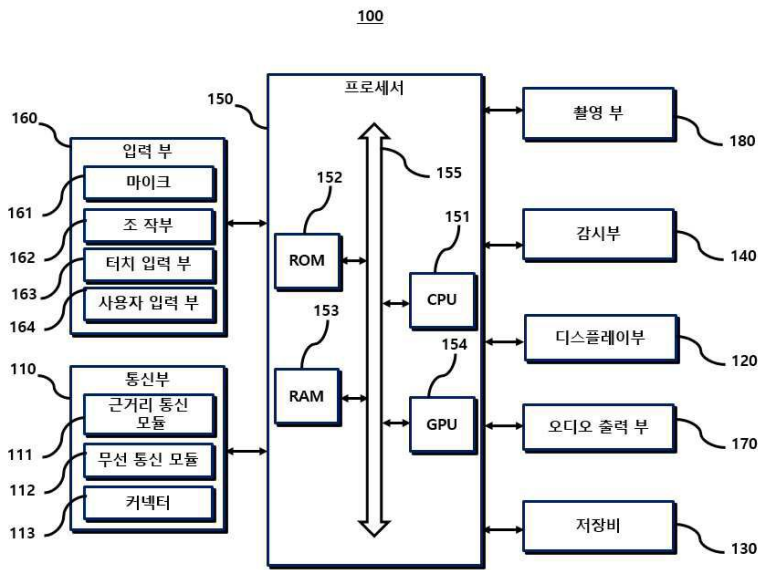 100
프로세서
150
160
입력 부
마이크
161
조 작부
162
터치 입력 부
163
사용자 입력 부
164
110
통신부
근거리 통신
모듈
111
무선 통신 모듈
112
커넥터
113
152
ROM
153
RAM
155
151
CPU
154
GPU
촬영 부
180
감시부
140
디스플레이부
120
오디오 출력 부
170
저장비
130